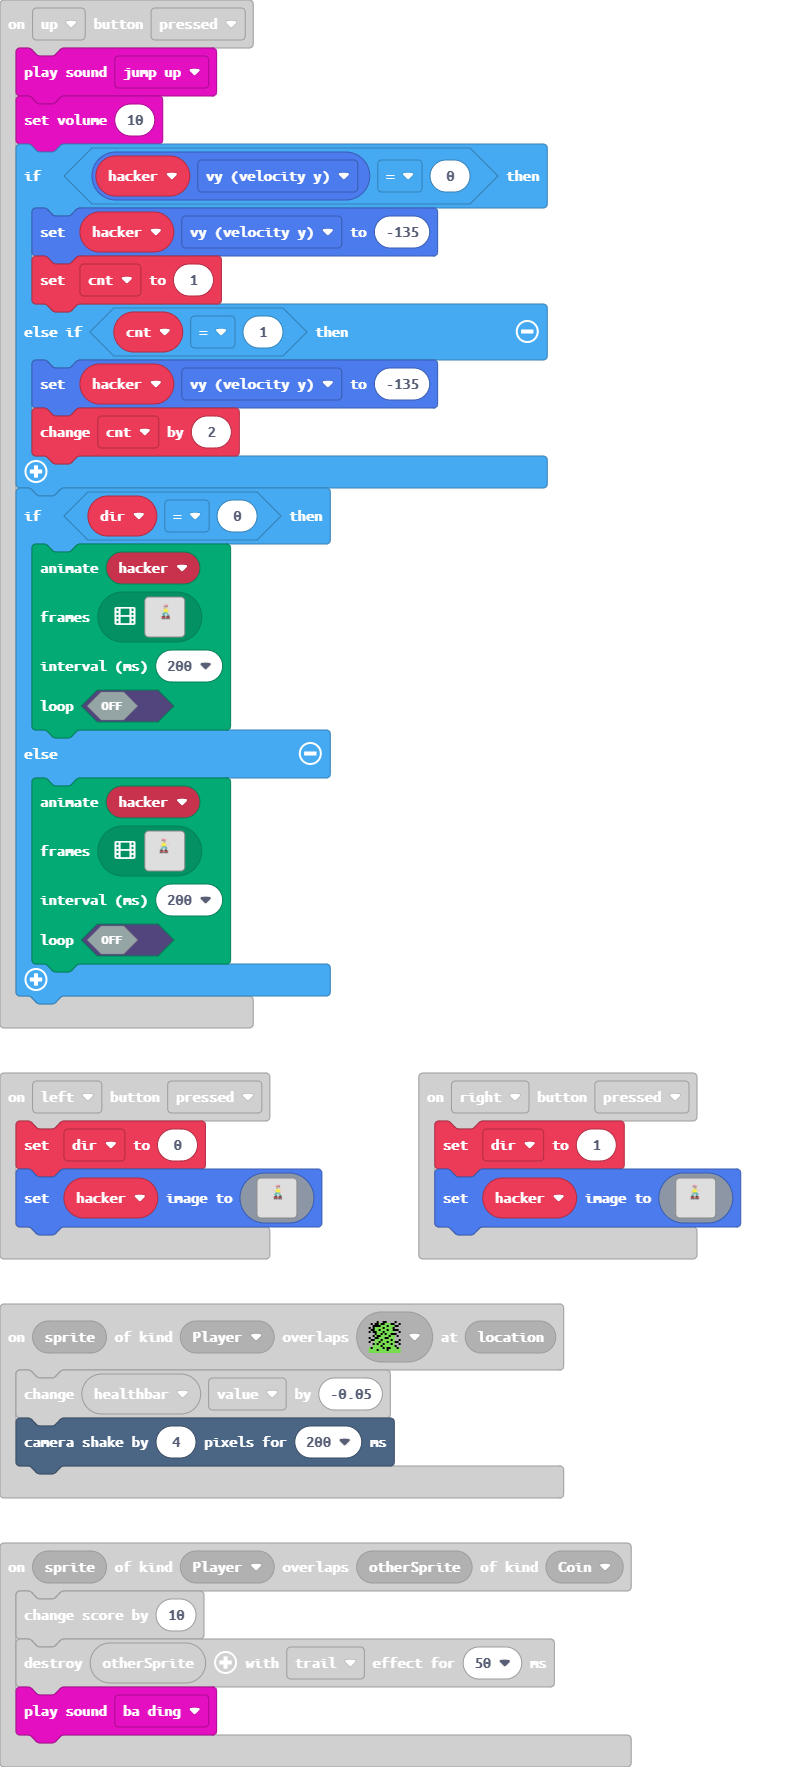 on up button pressed
play sound jump up
set volume 10
if hacker vy (velocity y) = 0 then
set hacker vy (velocity y) to -135
set cnt to 1
else if cnt = 1 then
set hacker vy (velocity y) to -135
change cnt by 2
if dir = 0 then
animate hacker
frames
interval (ms) 200
loop OFF
else
animate hacker
frames
interval (ms) 200
loop OFF
on left button pressed
set dir to 0
set hacker image to
on right button pressed
set dir to 1
set hacker image to
on sprite of kind Player overlaps at location
change healthbar value by -0.05
camera shake by 4 pixels for 200 ms
on sprite of kind Player overlaps otherSprite of kind Coin
change score by 10
destroy otherSprite with trail effect for 50 ms
play sound ba ding